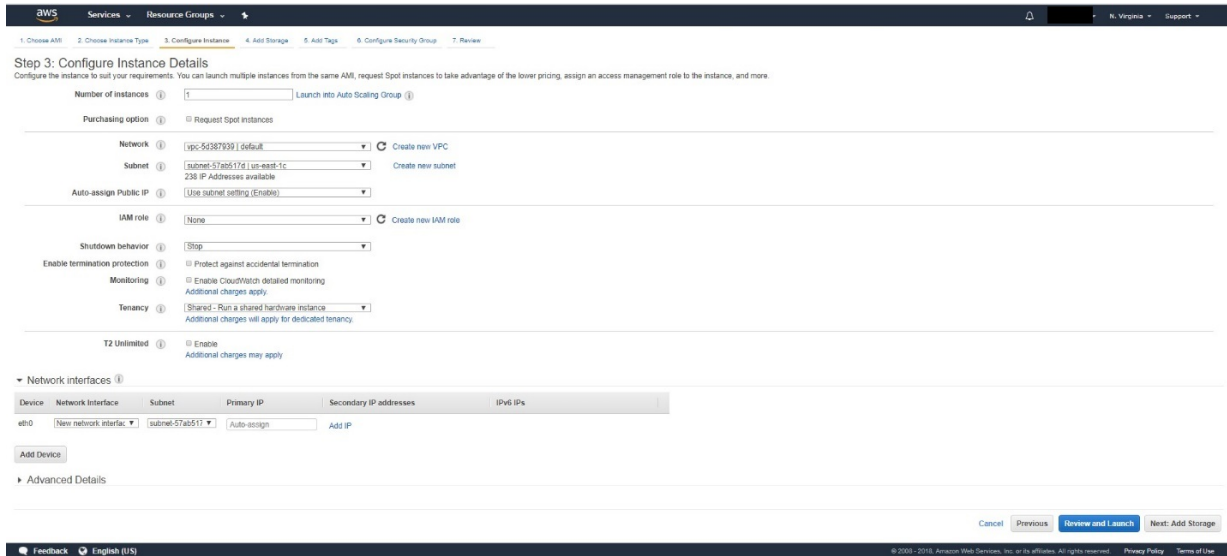 aws Services Resource Groups N. Virginia Support
1. Choose AMI 2. Choose Instance Type 3. Configure Instance 4. Add Storage 5. Add Tags 6. Configure Security Group 7. Review
Step 3: Configure Instance Details
Configure the instance to suit your requirements. You can launch multiple instances from the same AMI, request Spot instances to take advantage of the lower pricing, assign an access management role to the instance, and more.
Number of instances 1 Launch into Auto Scaling Group
Purchasing option Request Spot instances
Network vpc-5d387939 | default Create new VPC
Subnet subnet-57ab517d | us-east-1c Create new subnet
238 IP Addresses available
Auto-assign Public IP Use subnet setting (Enable)
IAM role None Create new IAM role
Shutdown behavior Stop
Enable termination protection Protect against accidental termination
Monitoring Enable CloudWatch detailed monitoring
Additional charges apply.
Tenancy Shared - Run a shared hardware instance
Additional charges will apply for dedicated tenancy.
T2 Unlimited Enable
Additional charges may apply
Network interfaces
Device Network Interface Subnet Primary IP Secondary IP addresses IPv6 IPs
eth0 New network interfac subnet-57ab517 Auto-assign Add IP
Add Device
Advanced Details
Cancel Previous Review and Launch Next: Add Storage
Feedback English (US) © 2008 - 2018, Amazon Web Services, Inc. or its affiliates. All rights reserved. Privacy Policy Terms of Use